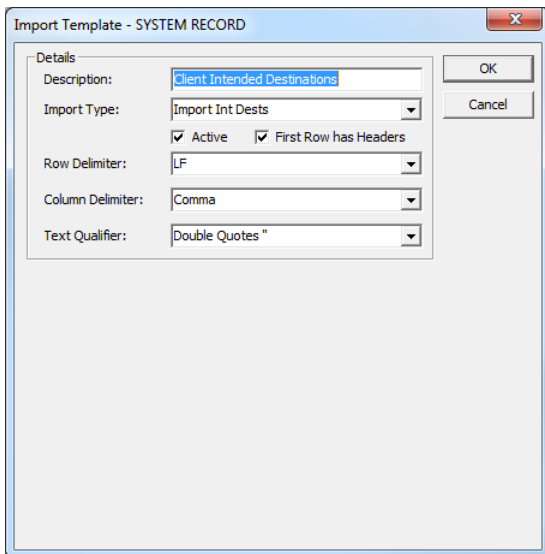 Import Template - SYSTEM RECORD
Details
Description: Client Intended Destinations
OK
Import Type: Import Int Dests
Cancel
Active First Row has Headers
Row Delimiter: LF
Column Delimiter: Comma
Text Qualifier: Double Quotes "